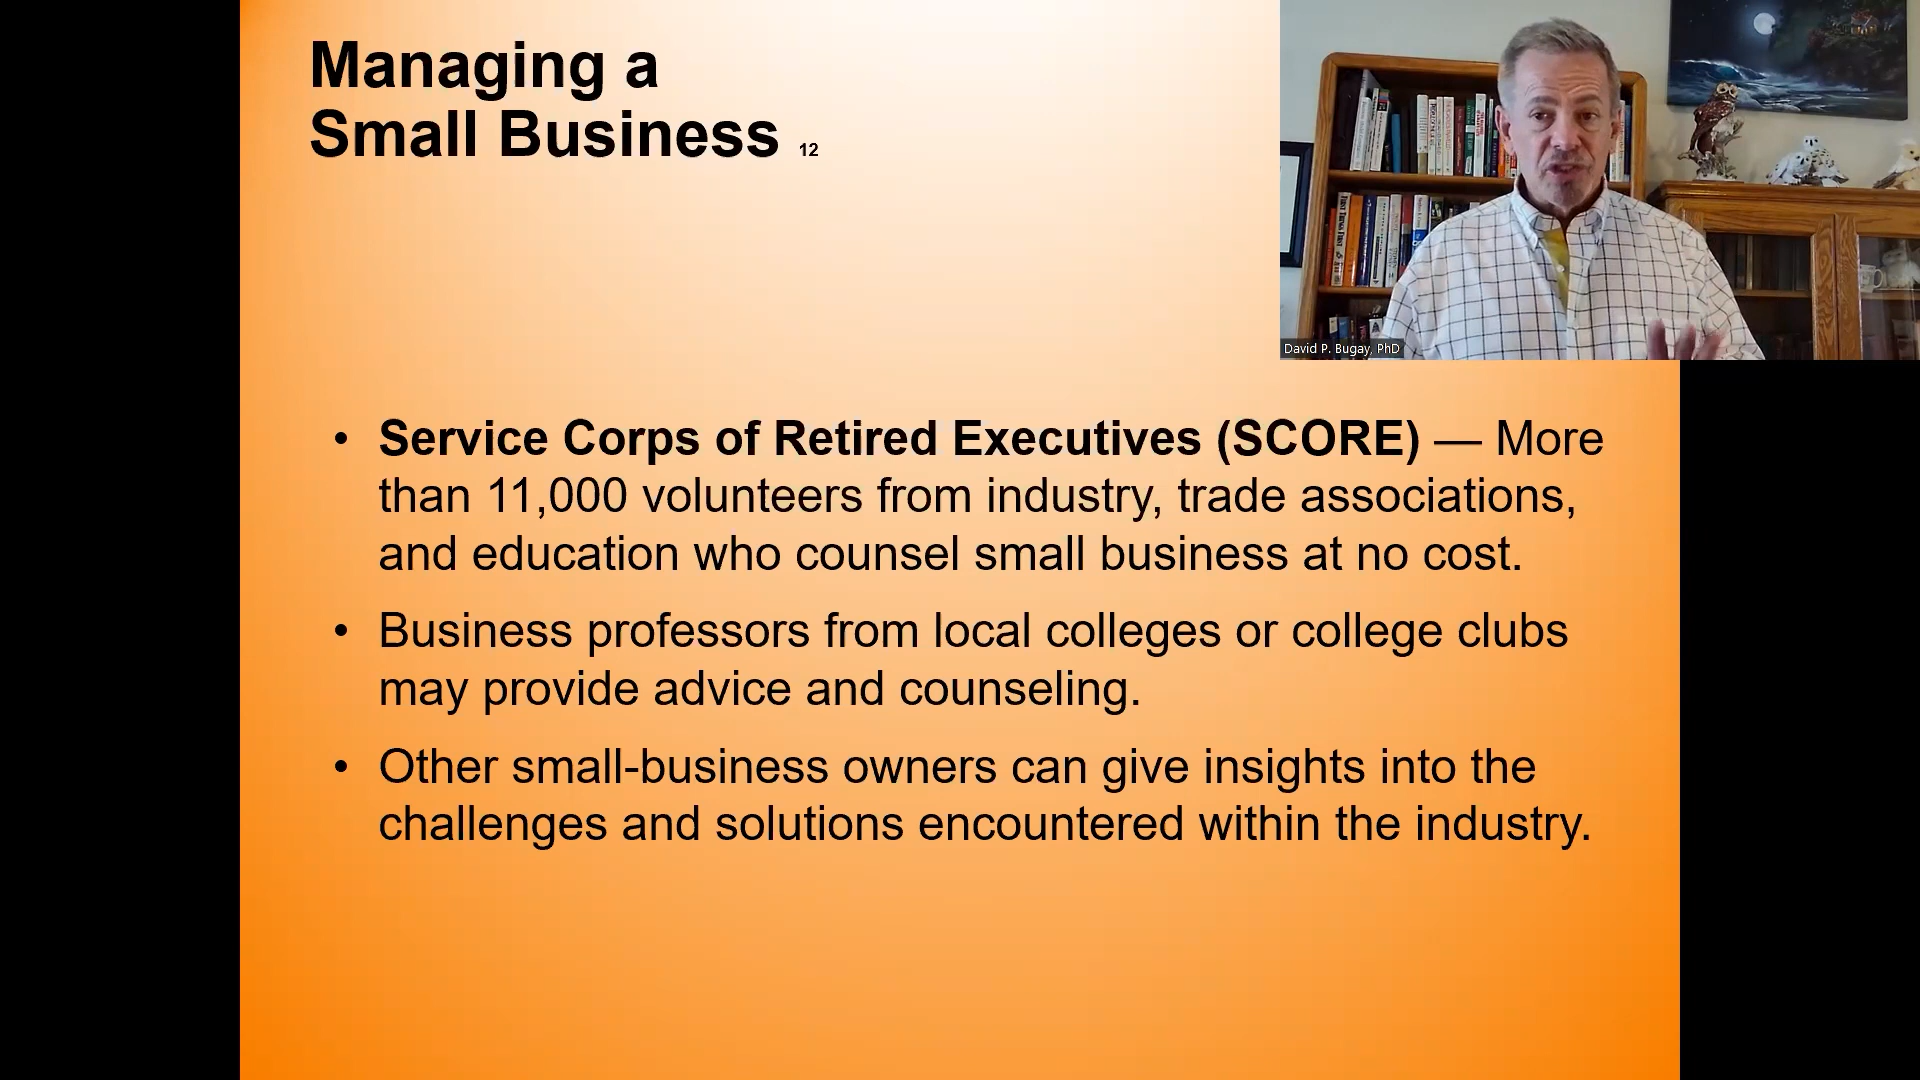 Managing a
Small Business 12
David P. Bugay, PhD
• Service Corps of Retired Executives (SCORE) — More
than 11,000 volunteers from industry, trade associations,
and education who counsel small business at no cost.
• Business professors from local colleges or college clubs
may provide advice and counseling.
• Other small-business owners can give insights into the
challenges and solutions encountered within the industry.